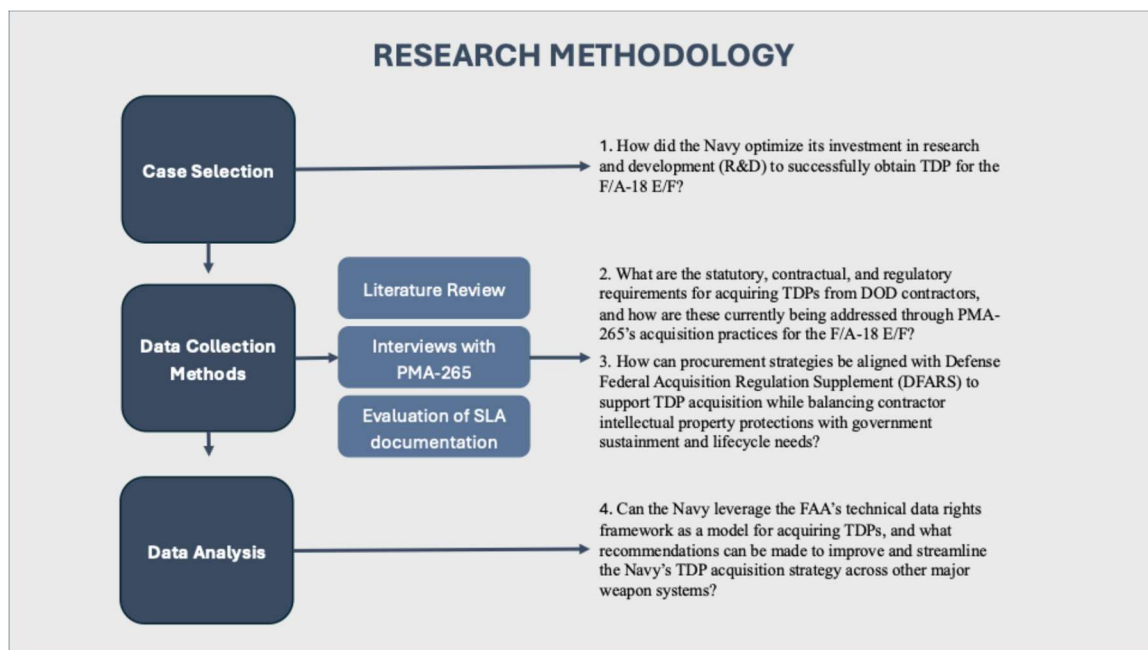 RESEARCH METHODOLOGY
Case Selection
1. How did the Navy optimize its investment in research
and development (R&D) to successfully obtain TDP for the
F/A-18 E/F?
Data Collection
Methods
Literature Review
Interviews with
PMA-265
Evaluation of SLA
documentation
2. What are the statutory, contractual, and regulatory
requirements for acquiring TDPs from DOD contractors,
and how are these currently being addressed through PMA-
265's acquisition practices for the F/A-18 E/F?
3. How can procurement strategies be aligned with Defense
Federal Acquisition Regulation Supplement (DFARS) to
support TDP acquisition while balancing contractor
intellectual property protections with government
sustainment and lifecycle needs?
Data Analysis
4. Can the Navy leverage the FAA's technical data rights
framework as a model for acquiring TDPs, and what
recommendations can be made to improve and streamline
the Navy's TDP acquisition strategy across other major
weapon systems?